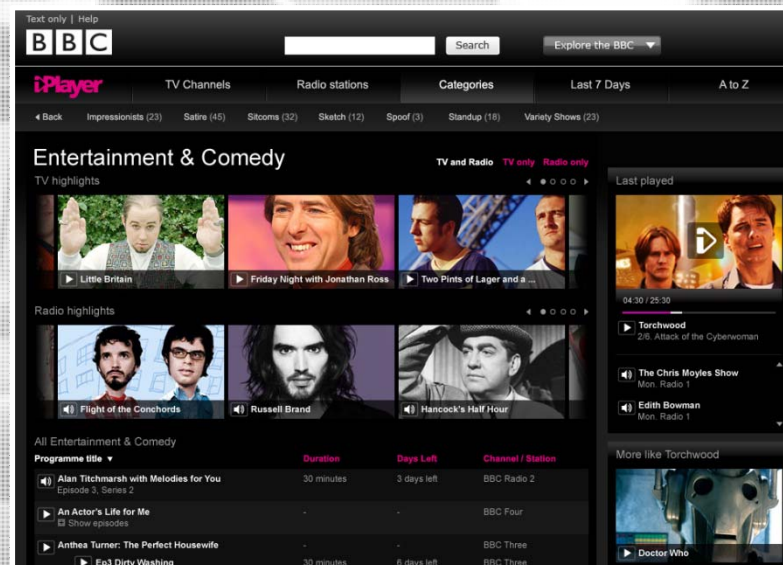 Text only | Help
BBC
Search
Explore the BBC
iPlayer
TV Channels
Radio stations
Categories
Last 7 Days
A to Z
Back
Impressionists (23)
Satire (45)
Sitcoms (32)
Sketch (12)
Spoof (3)
Standup (18)
Variety Shows (23)
Entertainment & Comedy
TV and Radio
TV only
Radio only
TV highlights
Little Britain
Friday Night with Jonathan Ross
Two Pints of Lager and a ...
Radio highlights
Flight of the Conchords
Russell Brand
Hancock's Half Hour
All Entertainment & Comedy
Programme title
Duration
Days Left
Channel / Station
Alan Titchmarsh with Melodies for You
Episode 3, Series 2
30 minutes
3 days left
BBC Radio 2
An Actor's Life for Me
Show episodes
-
-
BBC Four
Anthea Turner: The Perfect Housewife
-
-
BBC Three
Ep3 Dirty Washing
30 minutes
6 days left
BBC Three
Last played
04:30 / 25:30
Torchwood
2/6. Attack of the Cyberwoman
The Chris Moyles Show
Mon. Radio 1
Edith Bowman
Mon. Radio 1
More like Torchwood
Doctor Who